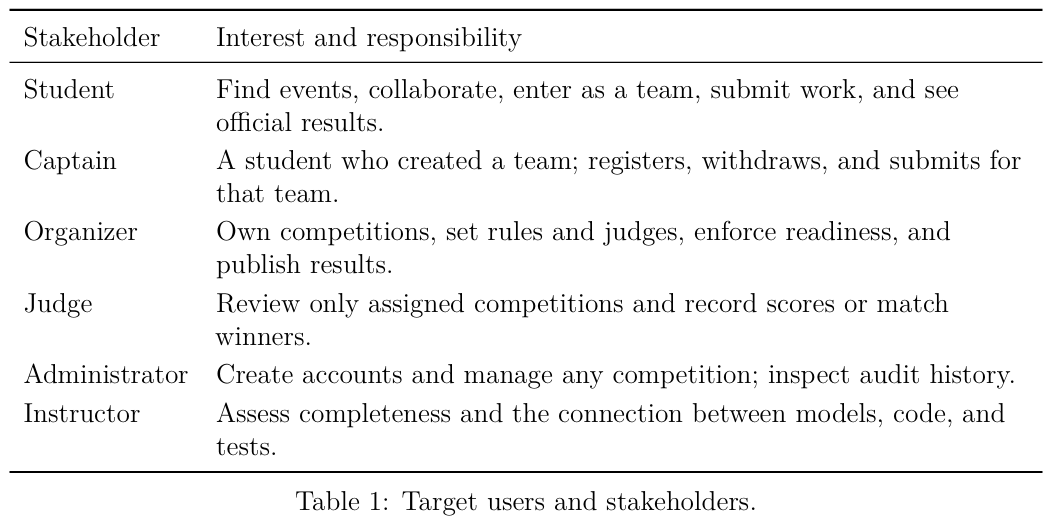 Stakeholder Interest and responsibility
Student Find events, collaborate, enter as a team, submit work, and see
official results.
Captain A student who created a team; registers, withdraws, and submits for
that team.
Organizer Own competitions, set rules and judges, enforce readiness, and
publish results.
Judge Review only assigned competitions and record scores or match
winners.
Administrator Create accounts and manage any competition; inspect audit history.
Instructor Assess completeness and the connection between models, code, and
tests.
Table 1: Target users and stakeholders.